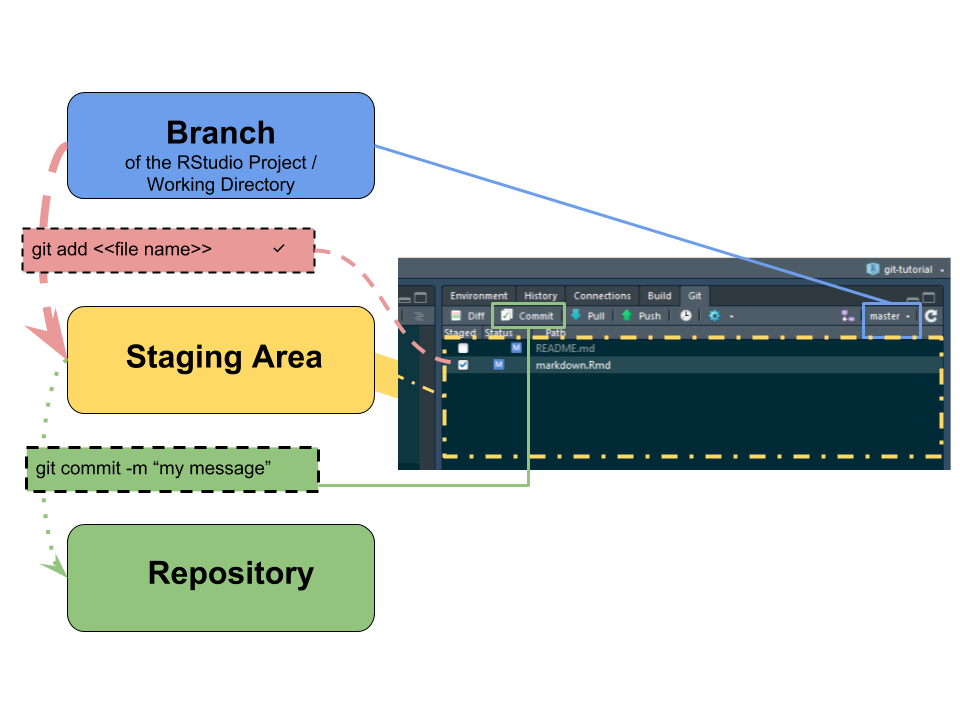 Branch
of the RStudio Project /
Working Directory
git add <<file name>> ✓
Staging Area
git commit -m “my message”
Repository
git-tutorial
Environment History Connections Build Git
Diff Commit Pull Push master
Staged Status Path
M README.md
M markdown.Rmd